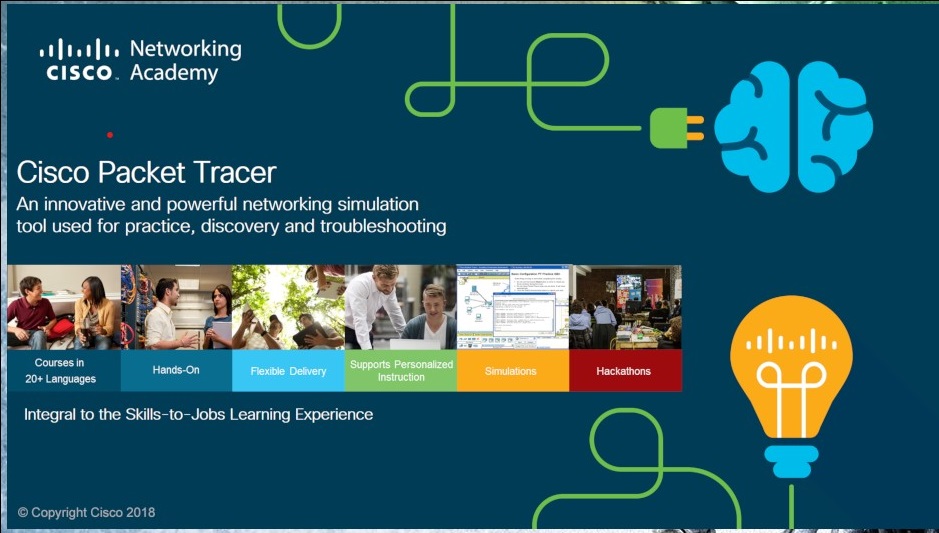 Networking
CISCO Academy
Cisco Packet Tracer
An innovative and powerful networking simulation
tool used for practice, discovery and troubleshooting
Courses in
20+ Languages
Hands-On
Flexible Delivery
Supports Personalized
Instruction
Simulations
Hackathons
Integral to the Skills-to-Jobs Learning Experience
© Copyright Cisco 2018